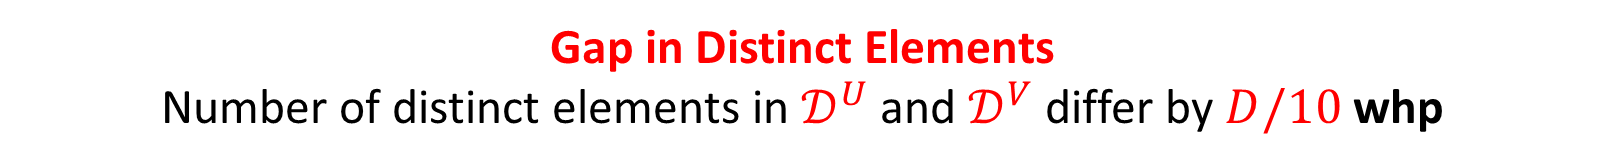 Gap in Distinct Elements
Number of distinct elements in 𝒟^U and 𝒟^V differ by D/10 whp